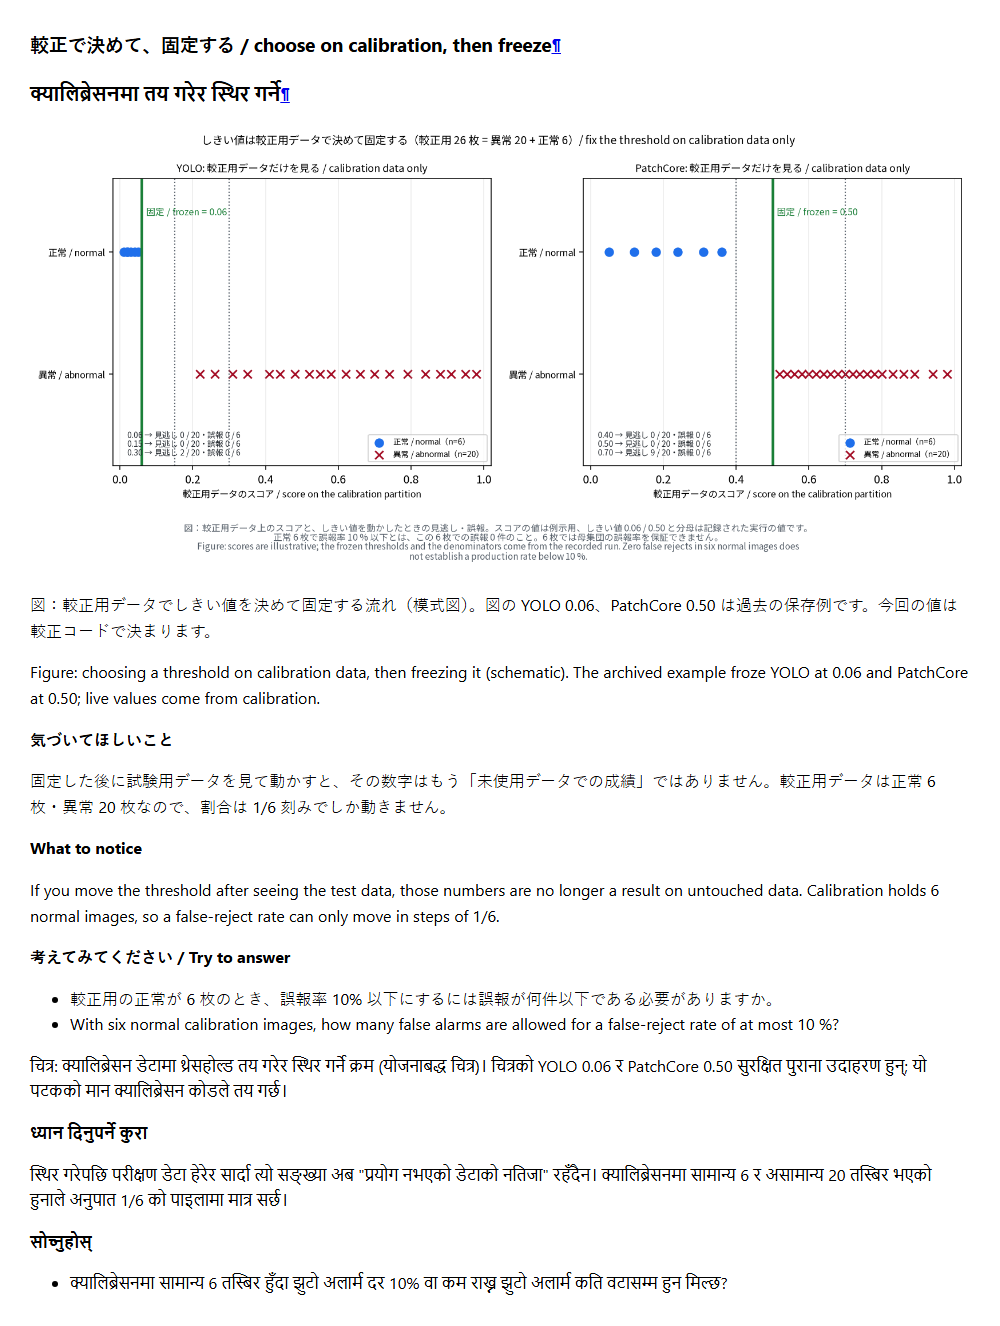 較正で決めて、固定する / choose on calibration, then freeze¶
क्यालिब्रेसनमा तय गरेर स्थिर गर्ने¶
しきい値は較正用データで決めて固定する（較正用 26 枚 = 異常 20 + 正常 6）/ fix the threshold on calibration data only
YOLO: 較正用データだけを見る / calibration data only
固定 / frozen = 0.06
正常 / normal
異常 / abnormal
0.06 → 見逃し 0 / 20・誤報 0 / 6
0.15 → 見逃し 0 / 20・誤報 0 / 6
0.30 → 見逃し 2 / 20・誤報 0 / 6
正常 / normal（n=6）
異常 / abnormal（n=20）
0.0 0.2 0.4 0.6 0.8 1.0
較正用データのスコア / score on the calibration partition
PatchCore: 較正用データだけを見る / calibration data only
固定 / frozen = 0.50
正常 / normal
異常 / abnormal
0.40 → 見逃し 0 / 20・誤報 0 / 6
0.50 → 見逃し 0 / 20・誤報 0 / 6
0.70 → 見逃し 9 / 20・誤報 0 / 6
正常 / normal（n=6）
異常 / abnormal（n=20）
0.0 0.2 0.4 0.6 0.8 1.0
較正用データのスコア / score on the calibration partition
図：較正用データ上のスコアと、しきい値を動かしたときの見逃し・誤報。スコアの値は例示用、しきい値 0.06 / 0.50 と分母は記録された実行の値です。
正常 6 枚で誤報率 10 % 以下とは、この 6 枚での誤報 0 件のこと。6 枚では母集団の誤報率を保証できません。
Figure: scores are illustrative; the frozen thresholds and the denominators come from the recorded run. Zero false rejects in six normal images does
not establish a production rate below 10 %.
図：較正用データでしきい値を決めて固定する流れ（模式図）。図の YOLO 0.06、PatchCore 0.50 は過去の保存例です。今回の値は
較正コードで決まります。
Figure: choosing a threshold on calibration data, then freezing it (schematic). The archived example froze YOLO at 0.06 and PatchCore
at 0.50; live values come from calibration.
気づいてほしいこと
固定した後に試験用データを見て動かすと、その数字はもう「未使用データでの成績」ではありません。較正用データは正常 6
枚・異常 20 枚なので、割合は 1/6 刻みでしか動きません。
What to notice
If you move the threshold after seeing the test data, those numbers are no longer a result on untouched data. Calibration holds 6
normal images, so a false-reject rate can only move in steps of 1/6.
考えてみてください / Try to answer
• 較正用の正常が 6 枚のとき、誤報率 10% 以下にするには誤報が何件以下である必要がありますか。
• With six normal calibration images, how many false alarms are allowed for a false-reject rate of at most 10 %?
चित्र: क्यालिब्रेसन डेटामा थ्रेसहोल्ड तय गरेर स्थिर गर्ने क्रम (योजनाबद्ध चित्र)। चित्रको YOLO 0.06 र PatchCore 0.50 सुरक्षित पुराना उदाहरण हुन्; यो
पटकको मान क्यालिब्रेसन कोडले तय गर्छ।
ध्यान दिनुपर्ने कुरा
स्थिर गरेपछि परीक्षण डेटा हेरेर सार्दा त्यो सङ्ख्या अब "प्रयोग नभएको डेटाको नतिजा" रहँदैन। क्यालिब्रेसनमा सामान्य 6 र असामान्य 20 तस्बिर भएको
हुनाले अनुपात 1/6 को पाइलामा मात्र सर्छ।
सोच्नुहोस्
• क्यालिब्रेसनमा सामान्य 6 तस्बिर हुँदा झुटो अलार्म दर 10% वा कम राख्न झुटो अलार्म कति वटासम्म हुन मिल्छ?